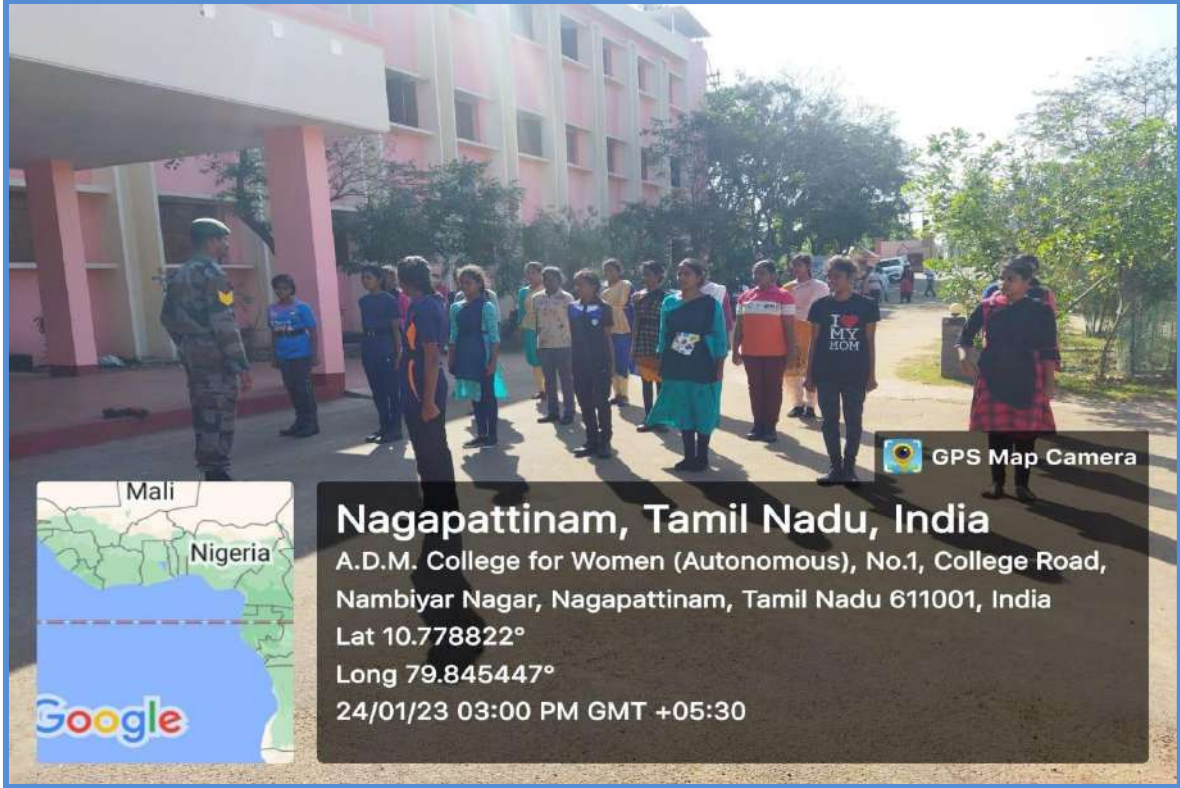 I
MY
MOM
GPS Map Camera
Mali
Nigeria
Google
Nagapattinam, Tamil Nadu, India
A.D.M. College for Women (Autonomous), No.1, College Road,
Nambiyar Nagar, Nagapattinam, Tamil Nadu 611001, India
Lat 10.778822°
Long 79.845447°
24/01/23 03:00 PM GMT +05:30